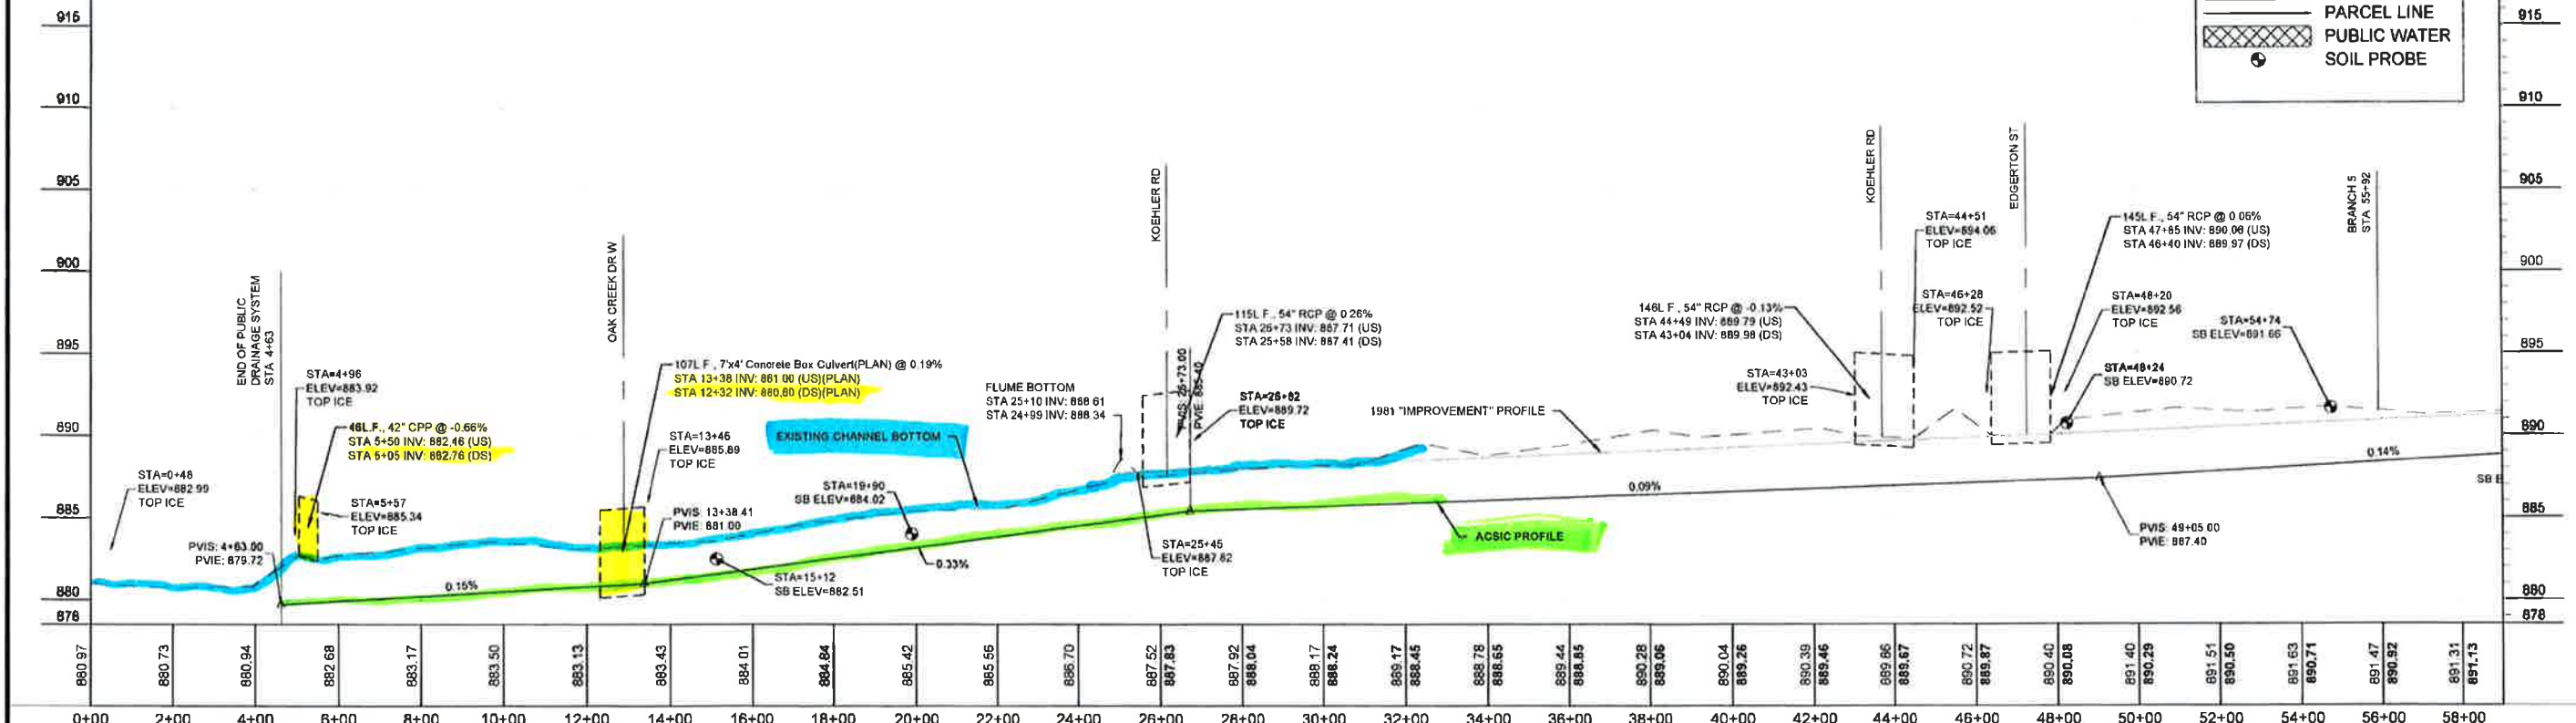 915
910
905
900
895
890
885
880
878
PARCEL LINE
PUBLIC WATER
SOIL PROBE
915
910
905
900
895
890
885
880
878
STA=0+48
ELEV=882.99
TOP ICE
END OF PUBLIC
DRAINAGE SYSTEM
STA 4+63
PVIS: 4+63.00
PVIE: 879.72
STA=4+96
ELEV=883.92
TOP ICE
46L.F., 42" CPP @ -0.66%
STA 5+50 INV: 882.46 (US)
STA 5+05 INV: 882.76 (DS)
STA=5+57
ELEV=885.34
TOP ICE
0.15%
OAK CREEK DR W
107L F., 7'x4' Concrete Box Culvert(PLAN) @ 0.19%
STA 13+38 INV: 881.00 (US)(PLAN)
STA 12+32 INV: 880.80 (DS)(PLAN)
STA=13+46
ELEV=885.89
TOP ICE
PVIS: 13+38.41
PVIE: 881.00
EXISTING CHANNEL BOTTOM
STA=15+12
SB ELEV=882.51
STA=19+90
SB ELEV=884.02
0.33%
FLUME BOTTOM
STA 25+10 INV: 888.61
STA 24+99 INV: 888.34
KOEHLER RD
STA=25+45
ELEV=887.82
TOP ICE
PVIS: 26+73.00
PVIE: 885.40
115L F., 54" RCP @ 0.26%
STA 26+73 INV: 887.71 (US)
STA 25+58 INV: 887.41 (DS)
STA=26+82
ELEV=889.72
TOP ICE
1981 "IMPROVEMENT" PROFILE
ACSIC PROFILE
0.09%
146L F., 54" RCP @ -0.13%
STA 44+49 INV: 889.79 (US)
STA 43+04 INV: 889.98 (DS)
STA=43+03
ELEV=892.43
TOP ICE
KOEHLER RD
STA=44+51
ELEV=894.06
TOP ICE
STA=46+28
ELEV=892.52
TOP ICE
EDGERTON ST
145L F., 54" RCP @ 0.06%
STA 47+85 INV: 890.06 (US)
STA 46+40 INV: 889.97 (DS)
STA=48+20
ELEV=892.56
TOP ICE
STA=48+24
SB ELEV=890.72
PVIS: 49+05.00
PVIE: 887.40
STA=54+74
SB ELEV=891.66
BRANCH 5
STA 55+92
0.14%
SB E
880.97
880.73
880.94
882.68
883.17
883.50
883.13
883.43
884.01
884.84
885.42
885.56
886.70
887.52
887.83
887.92
888.04
888.17
888.24
889.17
888.45
888.78
888.65
889.44
888.85
890.28
889.06
890.04
889.26
890.39
889.46
889.86
889.67
890.72
889.87
890.40
890.08
891.40
890.29
891.51
890.50
891.63
890.71
891.47
890.92
891.31
891.13
0+00 2+00 4+00 6+00 8+00 10+00 12+00 14+00 16+00 18+00 20+00 22+00 24+00 26+00 28+00 30+00 32+00 34+00 36+00 38+00 40+00 42+00 44+00 46+00 48+00 50+00 52+00 54+00 56+00 58+00